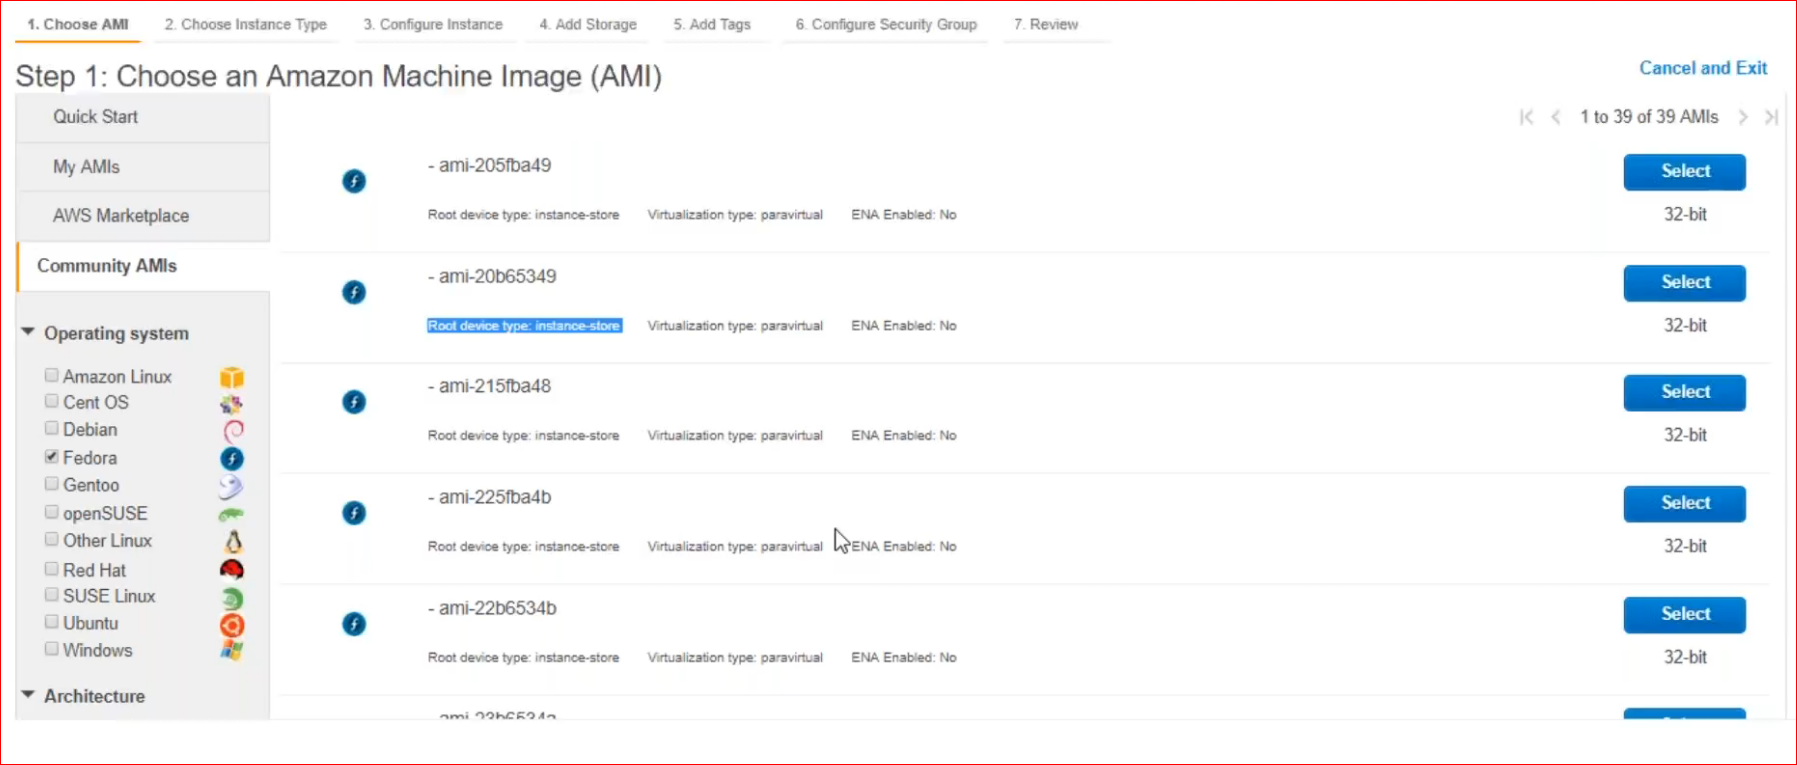 1. Choose AMI 2. Choose Instance Type 3. Configure Instance 4. Add Storage 5. Add Tags 6. Configure Security Group 7. Review
Step 1: Choose an Amazon Machine Image (AMI)
Cancel and Exit
Quick Start
My AMIs
AWS Marketplace
Community AMIs
Operating system
Amazon Linux
Cent OS
Debian
Fedora
Gentoo
openSUSE
Other Linux
Red Hat
SUSE Linux
Ubuntu
Windows
Architecture
1 to 39 of 39 AMIs
- ami-205fba49
Select
Root device type: instance-store Virtualization type: paravirtual ENA Enabled: No
32-bit
- ami-20b65349
Select
Root device type: instance-store Virtualization type: paravirtual ENA Enabled: No
32-bit
- ami-215fba48
Select
Root device type: instance-store Virtualization type: paravirtual ENA Enabled: No
32-bit
- ami-225fba4b
Select
Root device type: instance-store Virtualization type: paravirtual ENA Enabled: No
32-bit
- ami-22b6534b
Select
Root device type: instance-store Virtualization type: paravirtual ENA Enabled: No
32-bit